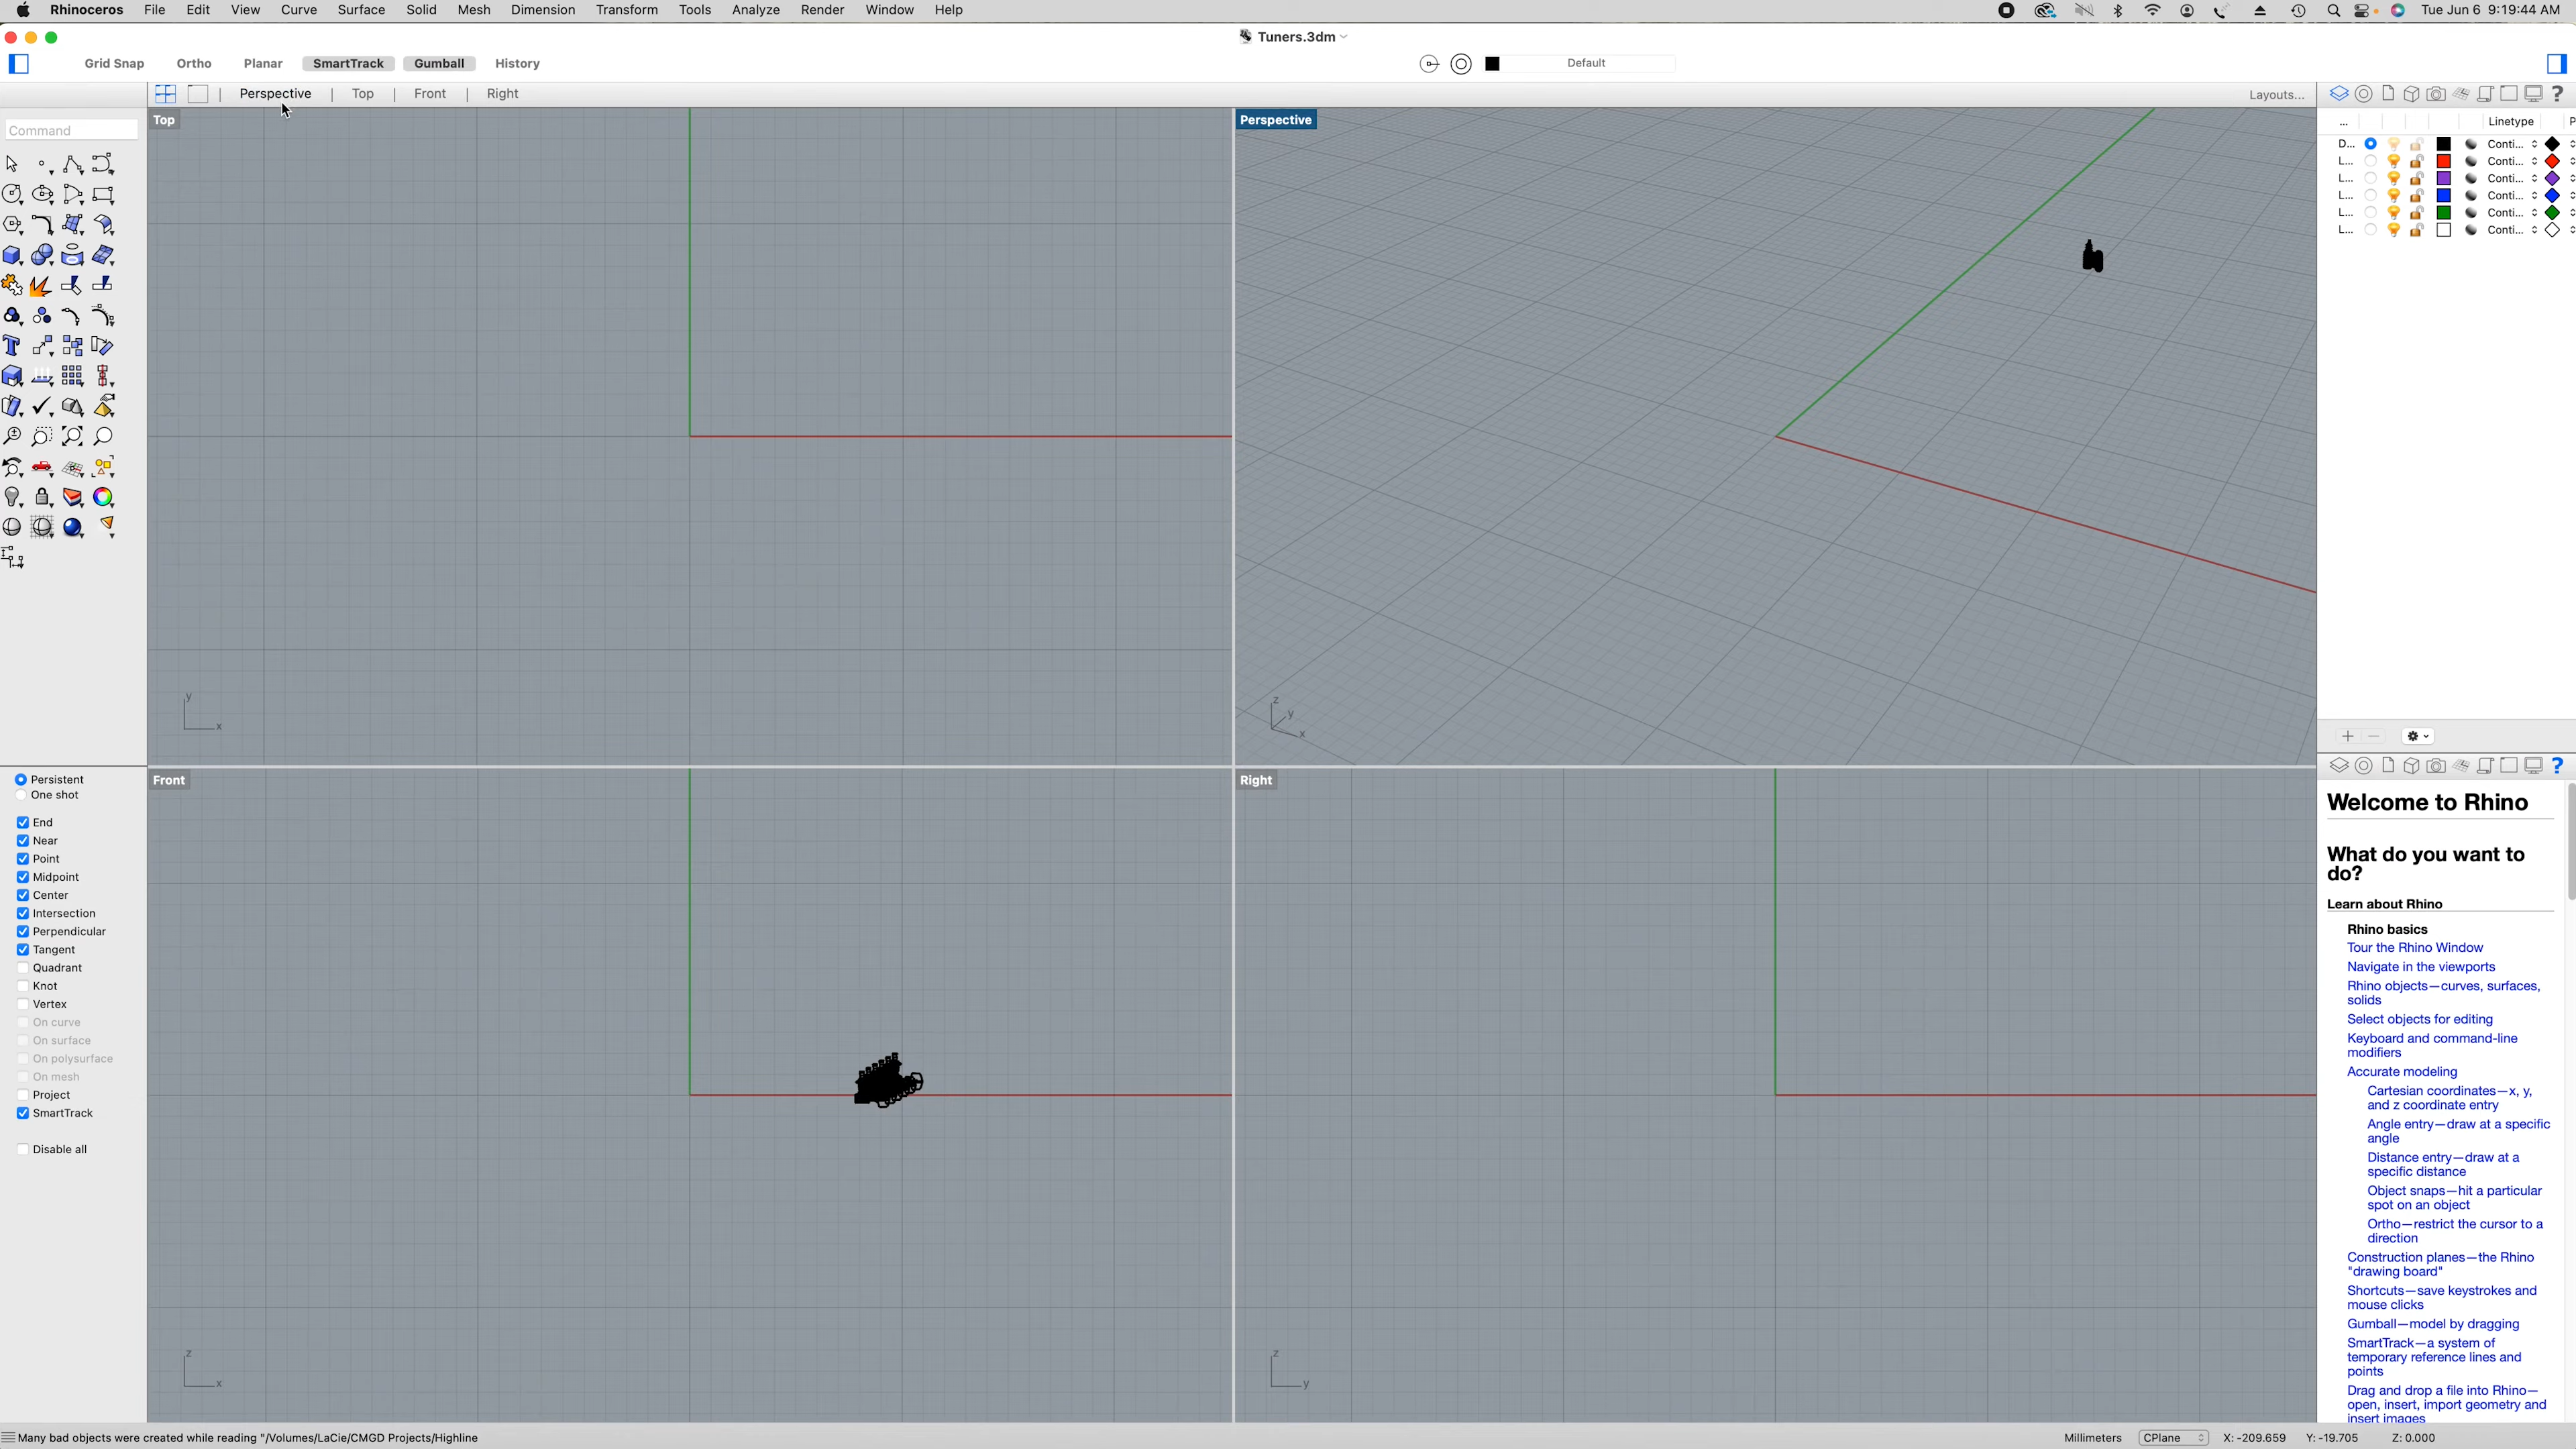 Rhinoceros File Edit View Curve Surface Solid Mesh Dimension Transform Tools Analyze Render Window Help Tue Jun 6 9:19:44 AM
Tuners.3dm
Grid Snap Ortho Planar SmartTrack Gumball History Default
Perspective | Top | Front | Right Layouts...
Command
Top
Perspective
... Linetype P
D... Conti...
L... Conti...
L... Conti...
L... Conti...
L... Conti...
L... Conti...
y
x
z
y
x
Persistent
One shot
End
Near
Point
Midpoint
Center
Intersection
Perpendicular
Tangent
Quadrant
Knot
Vertex
On curve
On surface
On polysurface
On mesh
Project
SmartTrack
Disable all
Front
Right
z
x
z
y
Welcome to Rhino
What do you want to
do?
Learn about Rhino
Rhino basics
Tour the Rhino Window
Navigate in the viewports
Rhino objects—curves, surfaces,
solids
Select objects for editing
Keyboard and command-line
modifiers
Accurate modeling
Cartesian coordinates—x, y,
and z coordinate entry
Angle entry—draw at a specific
angle
Distance entry—draw at a
specific distance
Object snaps—hit a particular
spot on an object
Ortho—restrict the cursor to a
direction
Construction planes—the Rhino
"drawing board"
Shortcuts—save keystrokes and
mouse clicks
Gumball—model by dragging
SmartTrack—a system of
temporary reference lines and
points
Drag and drop a file into Rhino—
open, insert, import geometry and
insert images
Many bad objects were created while reading "/Volumes/LaCie/CMGD Projects/Highline
Millimeters CPlane X: -209.659 Y: -19.705 Z: 0.000